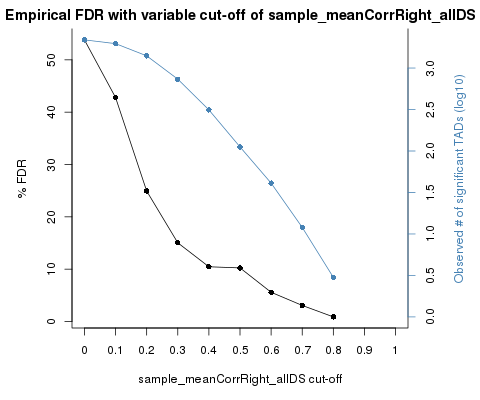 Empirical FDR with variable cut-off of sample_meanCorrRight_allDS
% FDR
0 10 20 30 40 50
0.0 0.5 1.0 1.5 2.0 2.5 3.0
Observed # of significant TADs (log10)
0 0.1 0.2 0.3 0.4 0.5 0.6 0.7 0.8 0.9 1
sample_meanCorrRight_allDS cut-off